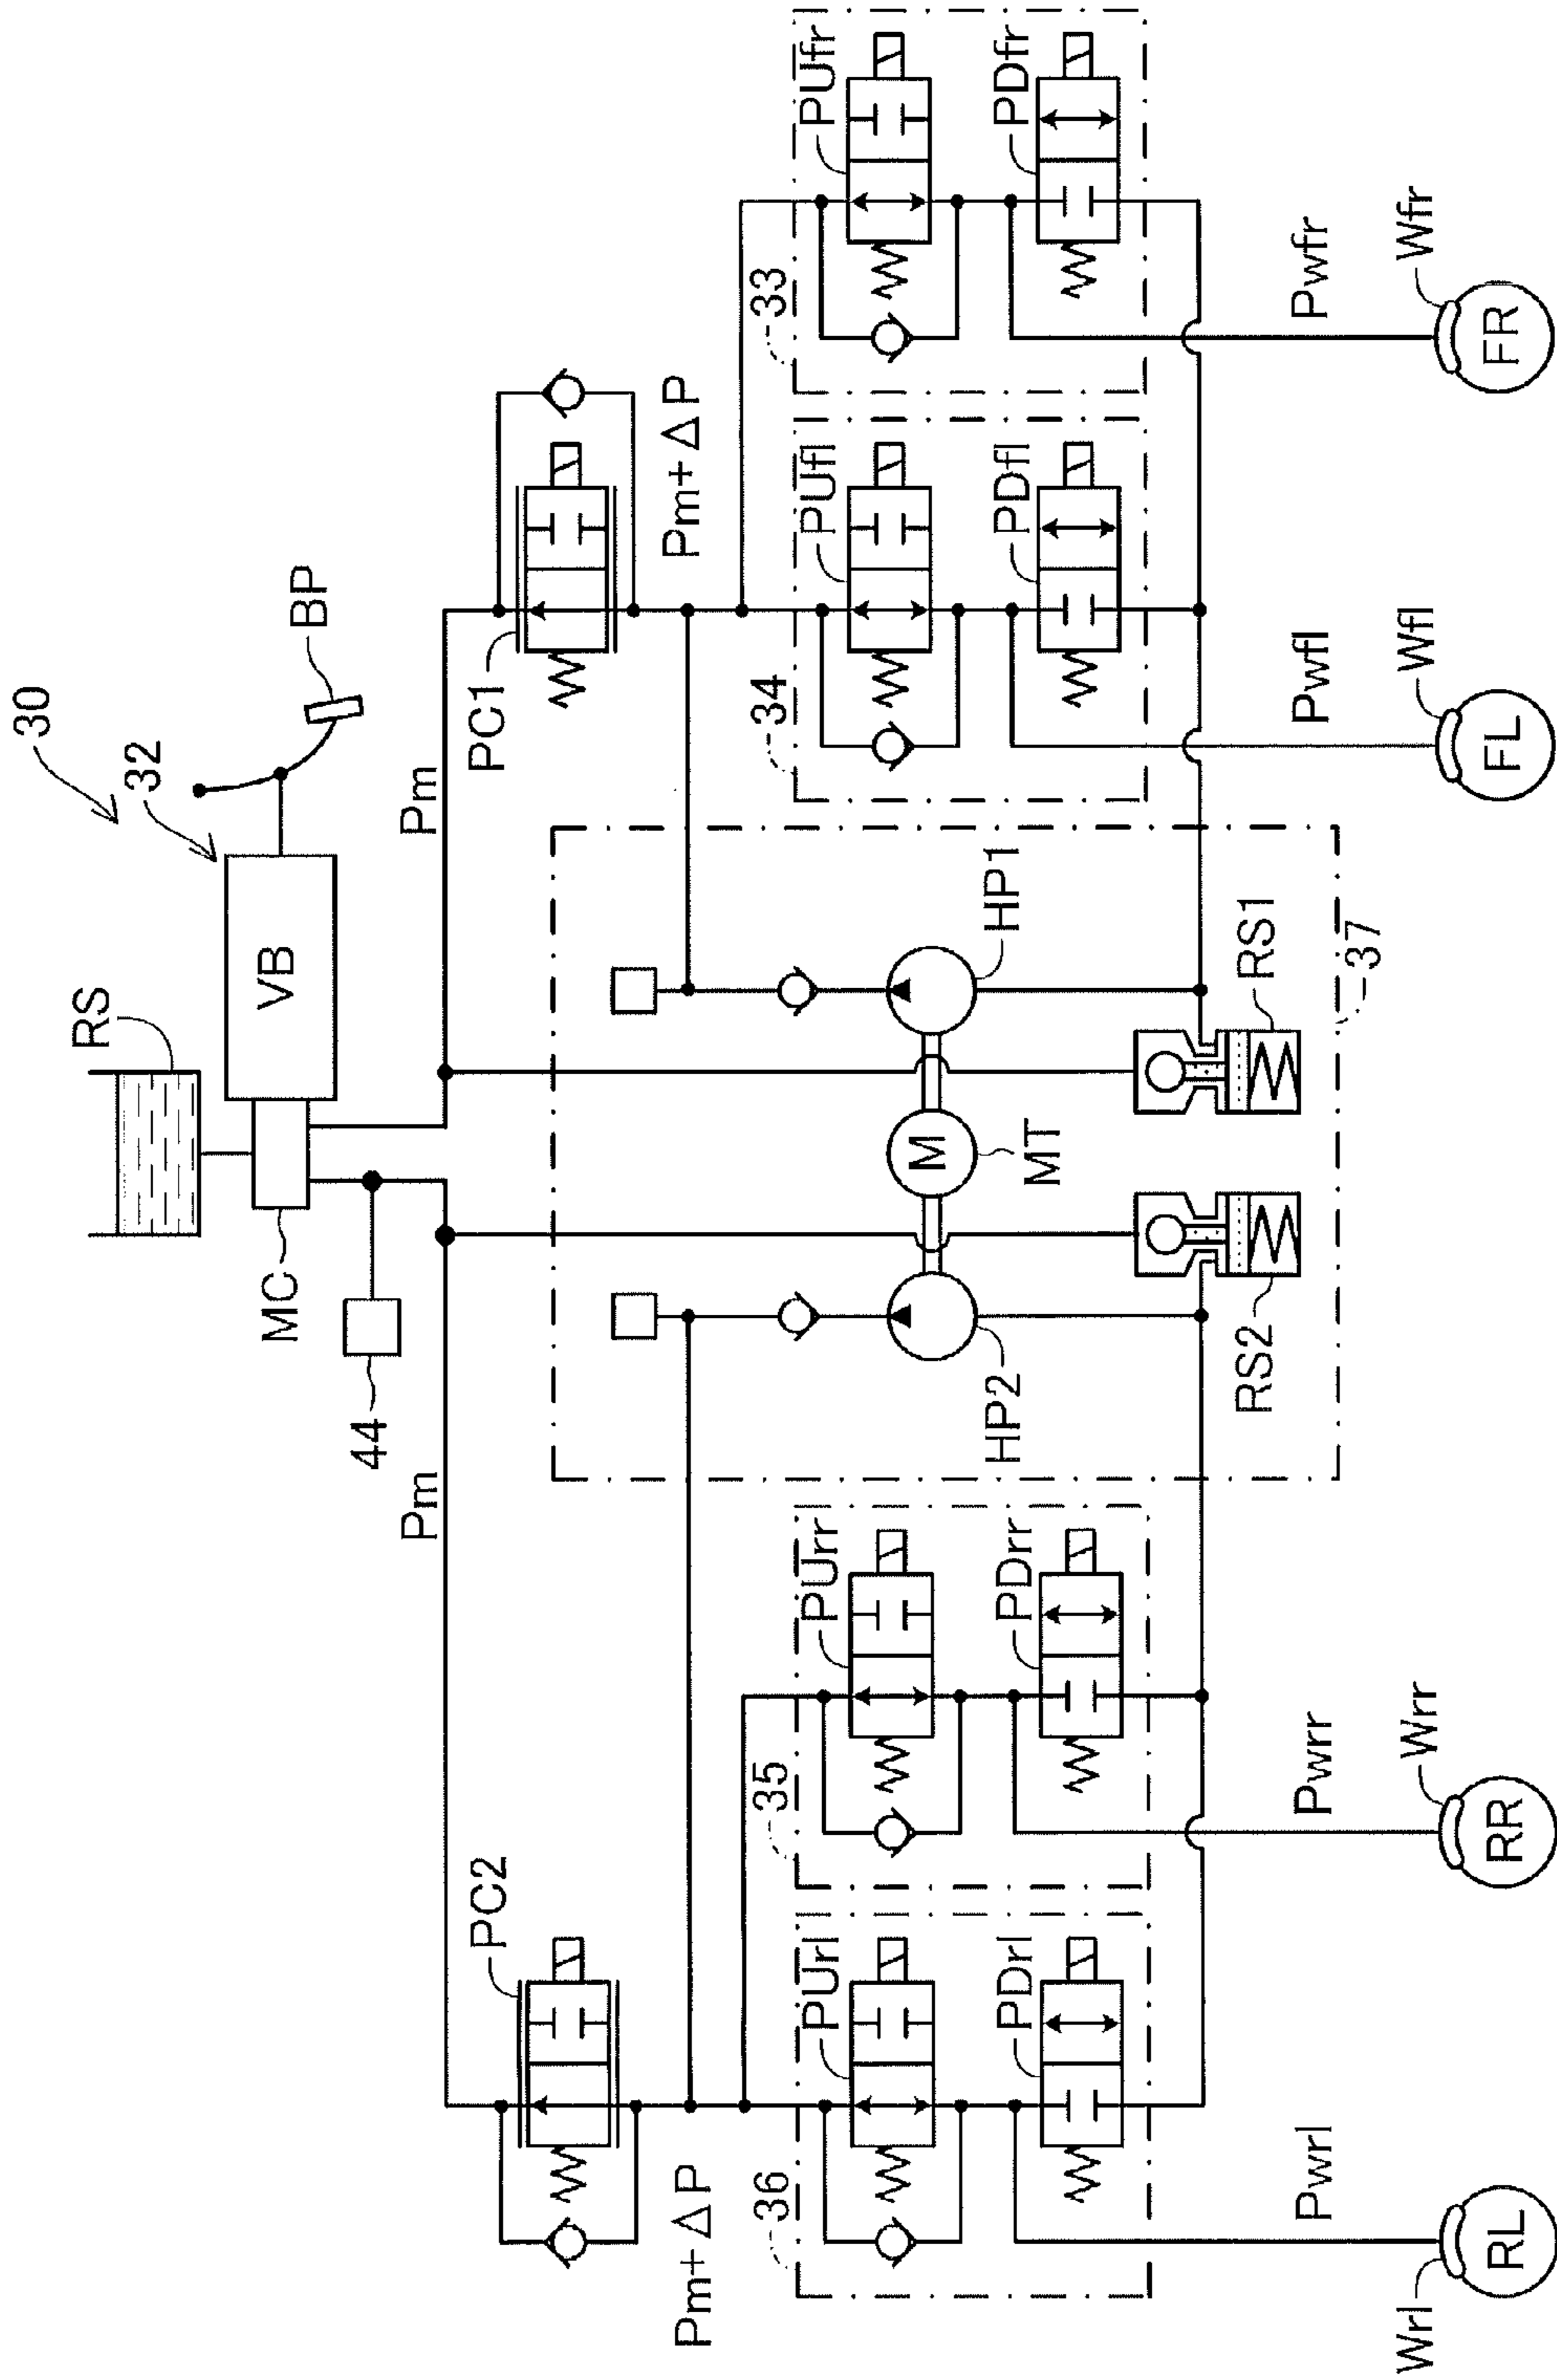 30
32
BP
RS
VB
MC
44
Pm
Pm
PC1
PC2
Pm+ΔP
Pm+ΔP
33
PUfr
PDfr
34
PUfl
PDfl
35
PUrr
PDrr
36
PUrl
PDrl
HP1
M
MT
HP2
RS1
RS2
37
Pwfr
Wfr
FR
Pwfl
Wfl
FL
Pwrr
Wrr
RR
Pwrl
Wrl
RL